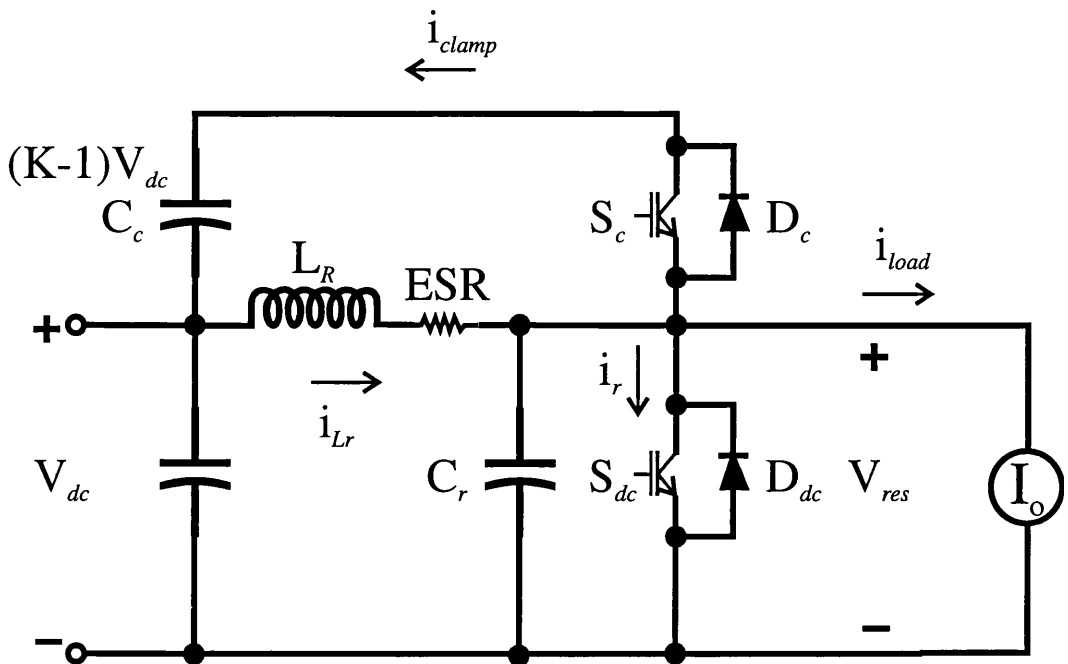 i_clamp
(K-1)V_dc
C_c
S_c
D_c
L_R
ESR
i_load
+
+
i_Lr
i_r
V_dc
C_r
S_dc
D_dc
V_res
I_o
−
−